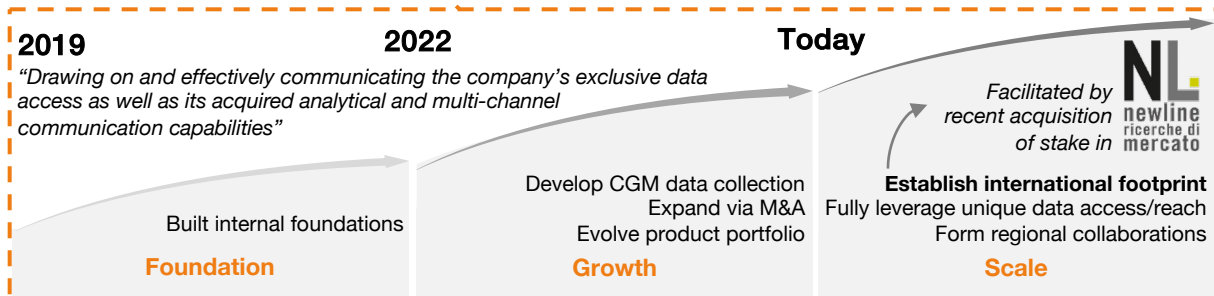 2019
2022
Today
“Drawing on and effectively communicating the company’s exclusive data
access as well as its acquired analytical and multi-channel
communication capabilities”
Built internal foundations
Foundation
Develop CGM data collection
Expand via M&A
Evolve product portfolio
Growth
Facilitated by
recent acquisition
of stake in
NL.
newline
ricerche di
mercato
Establish international footprint
Fully leverage unique data access/reach
Form regional collaborations
Scale